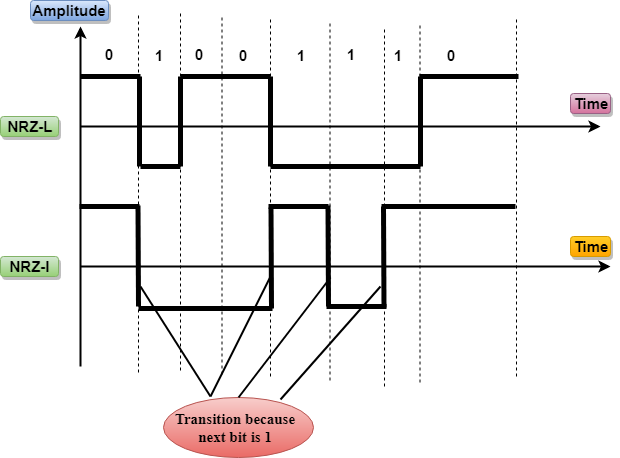 Amplitude
0 1 0 0 1 1 1 0
Time
NRZ-L
Time
NRZ-I
Transition because
next bit is 1